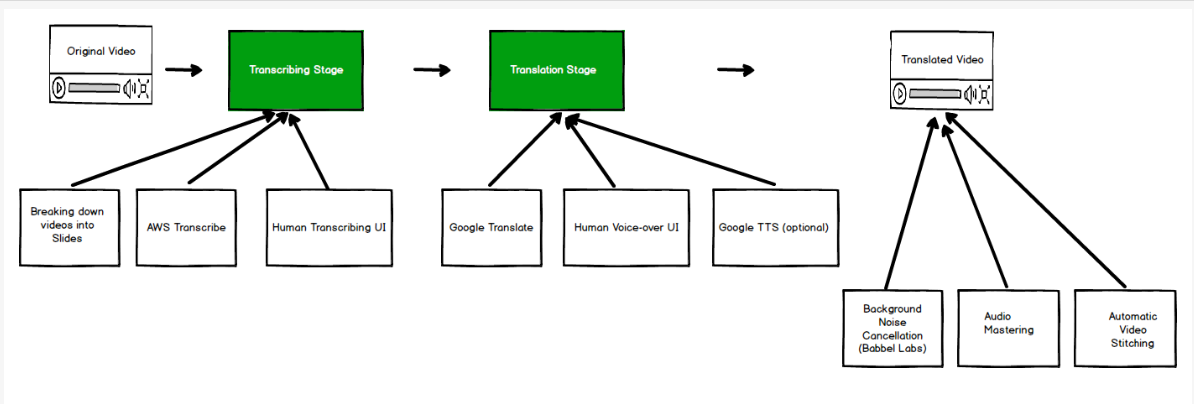 Original Video
Transcribing Stage
Translation Stage
Translated Video
Breaking down
videos into
Slides
AWS Transcribe
Human Transcribing UI
Google Translate
Human Voice-over UI
Google TTS (optional)
Background
Noise
Cancellation
(Babbel Labs)
Audio
Mastering
Automatic
Video
Stitching